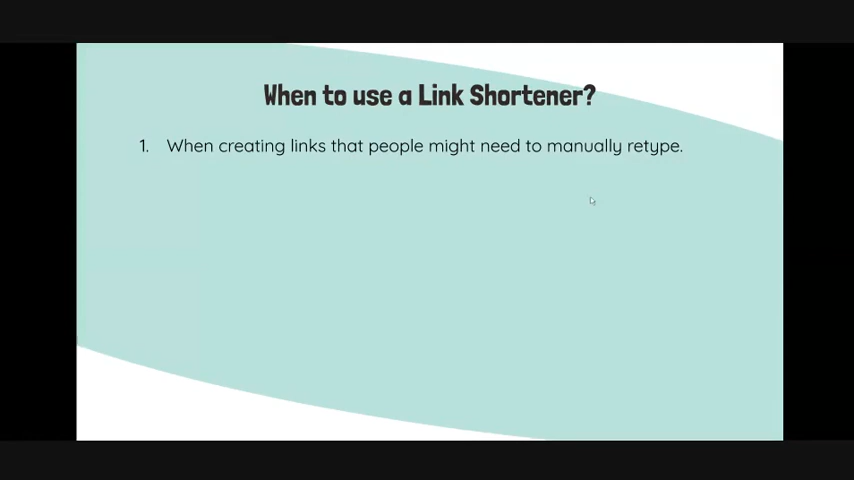 When to use a Link Shortener?
1. When creating links that people might need to manually retype.